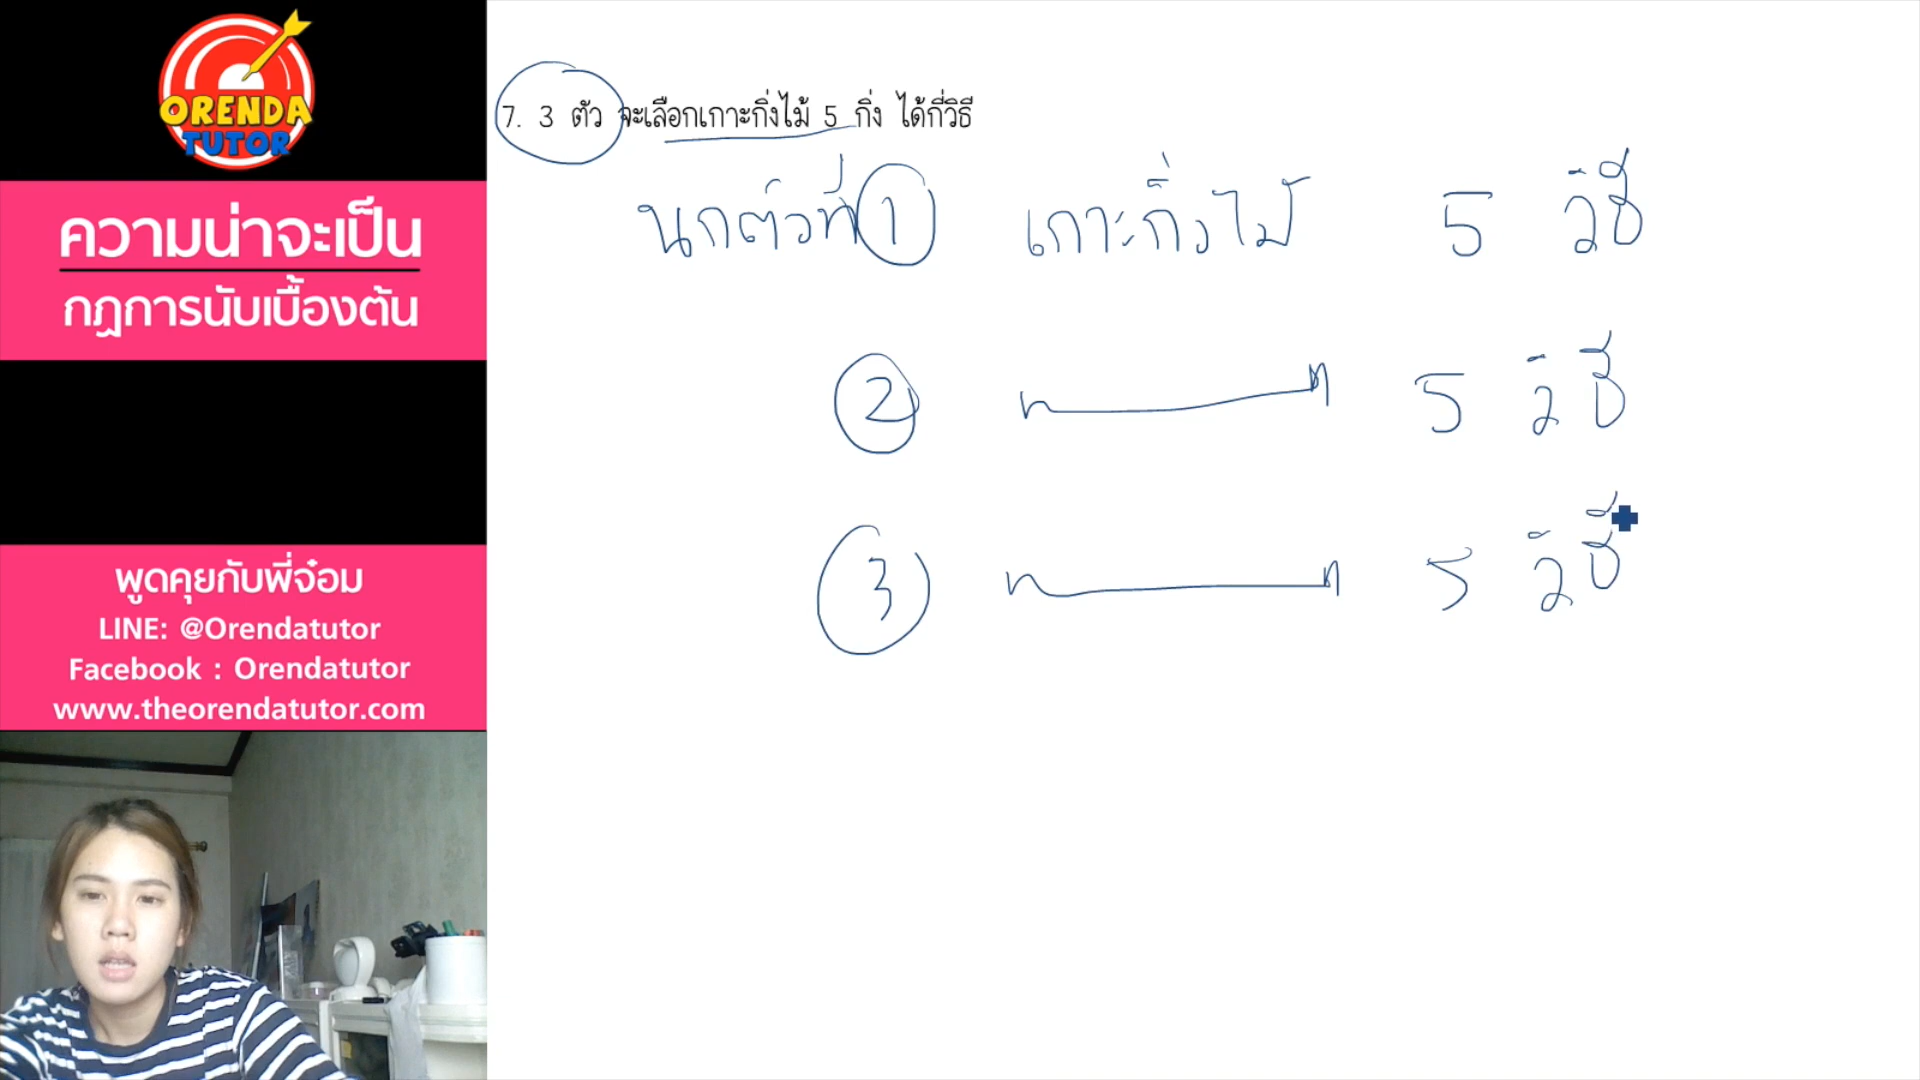 ORENDA
TUTOR
ความน่าจะเป็น
กฎการนับเบื้องต้น
พูดคุยกับพี่จ๋อม
LINE: @Orendatutor
Facebook : Orendatutor
www.theorendatutor.com
7. 3 ตัว จะเลือกเกาะกิ่งไม้ 5 กิ่ง ได้กี่วิธี
นกตัวที่ 1 เกาะกิ่งไม้ 5 วิธี
2 5 วิธี
3 5 วิธี